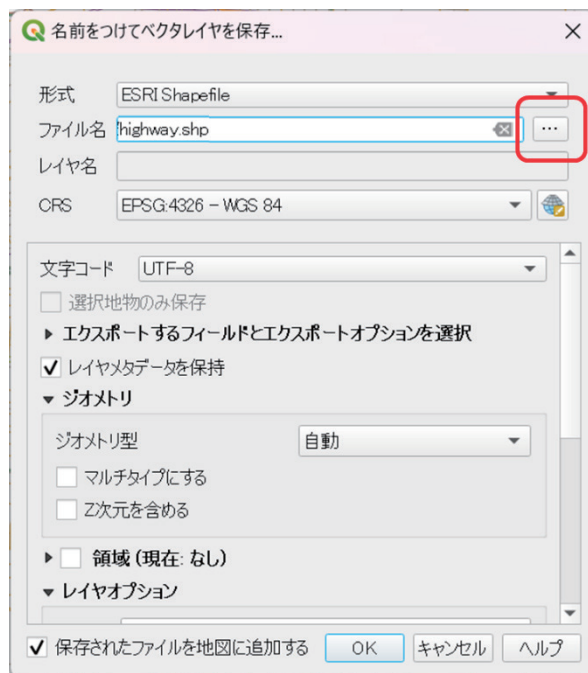 名前をつけてベクタレイヤを保存...
形式 ESRI Shapefile
ファイル名 /highway.shp ...
レイヤ名
CRS EPSG:4326 – WGS 84
文字コード UTF-8
選択地物のみ保存
エクスポートするフィールドとエクスポートオプションを選択
レイヤメタデータを保持
ジオメトリ
ジオメトリ型 自動
マルチタイプにする
Z次元を含める
領域 (現在: なし)
レイヤオプション
保存されたファイルを地図に追加する OK キャンセル ヘルプ